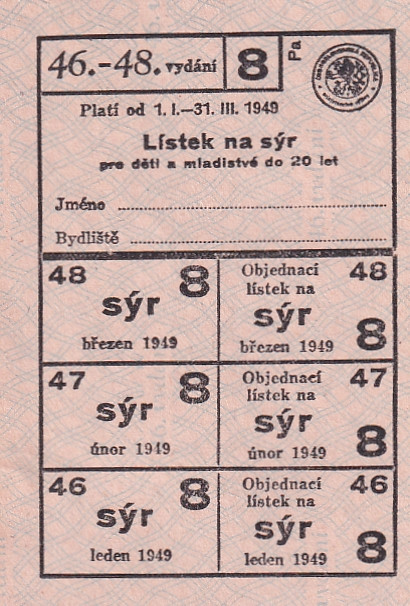 46.-48. vydání 8 Pa
Platí od 1. I.—31. III. 1949
Lístek na sýr
pro děti a mladistvé do 20 let
Jméno
Bydliště
48 8
sýr
březen 1949
Objednací 48
lístek na
sýr
březen 1949 8
47 8
sýr
únor 1949
Objednací 47
lístek na
sýr
únor 1949 8
46 8
sýr
leden 1949
Objednací 46
lístek na
sýr
leden 1949 8